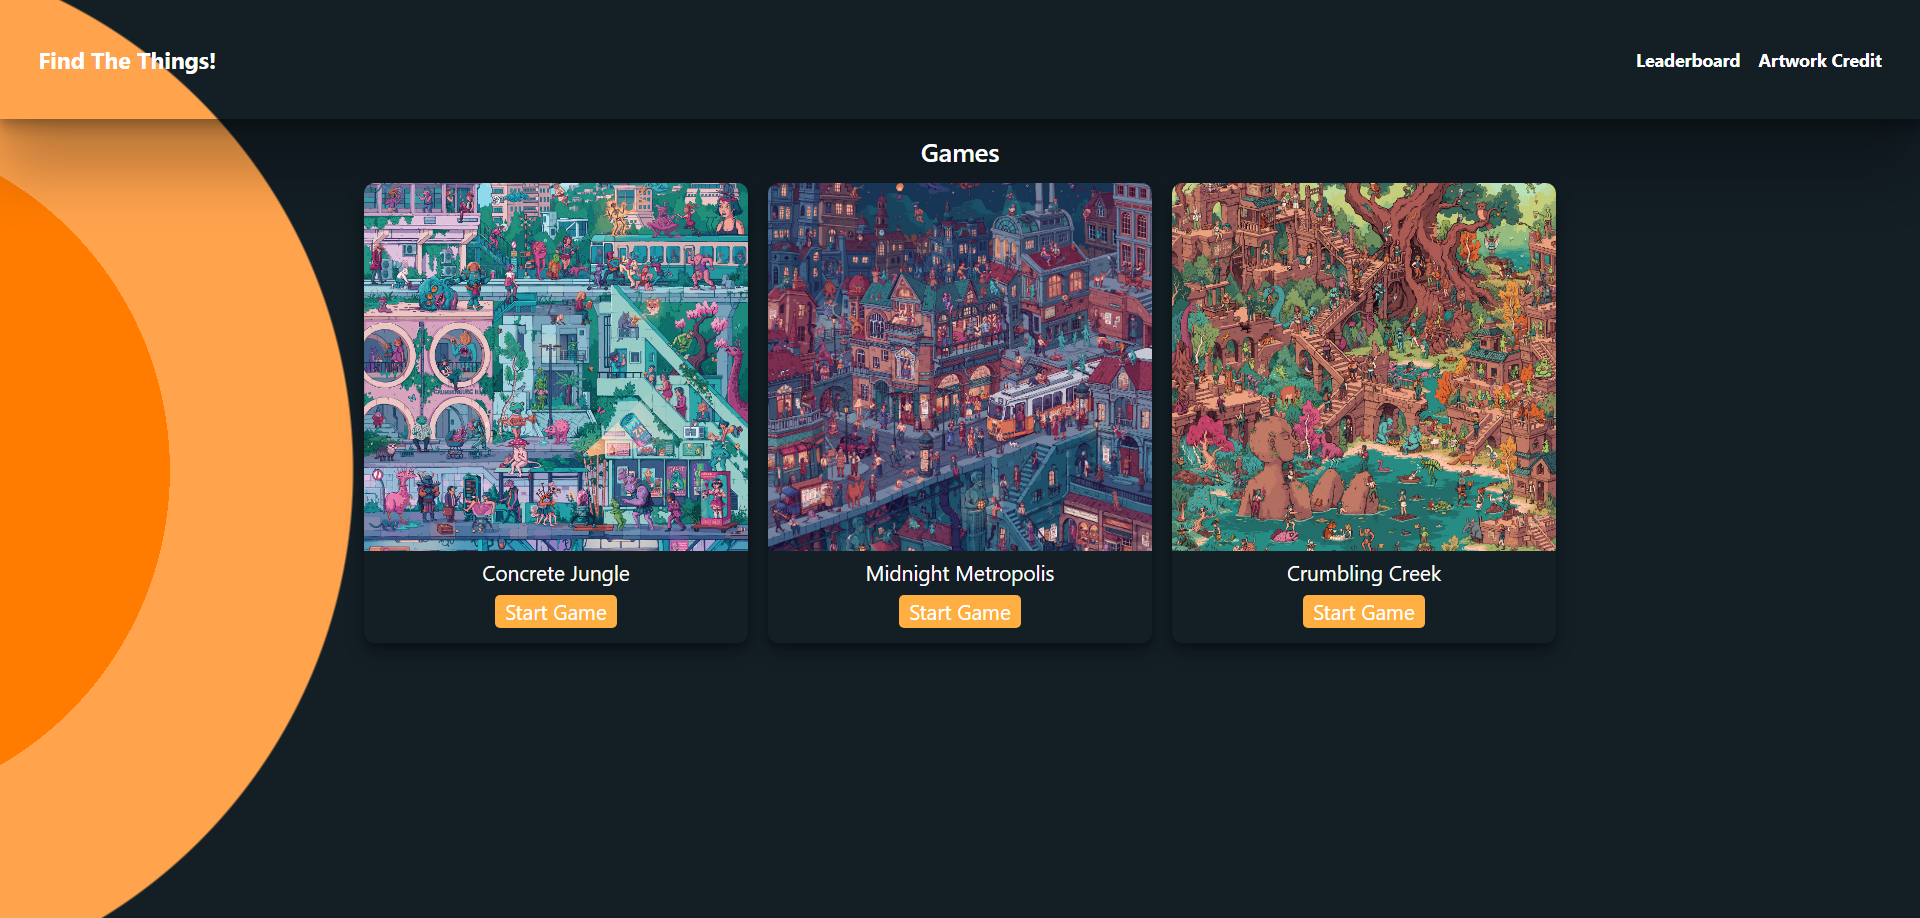 Find The Things!
Leaderboard
Artwork Credit
Games
Concrete Jungle
Start Game
Midnight Metropolis
Start Game
Crumbling Creek
Start Game